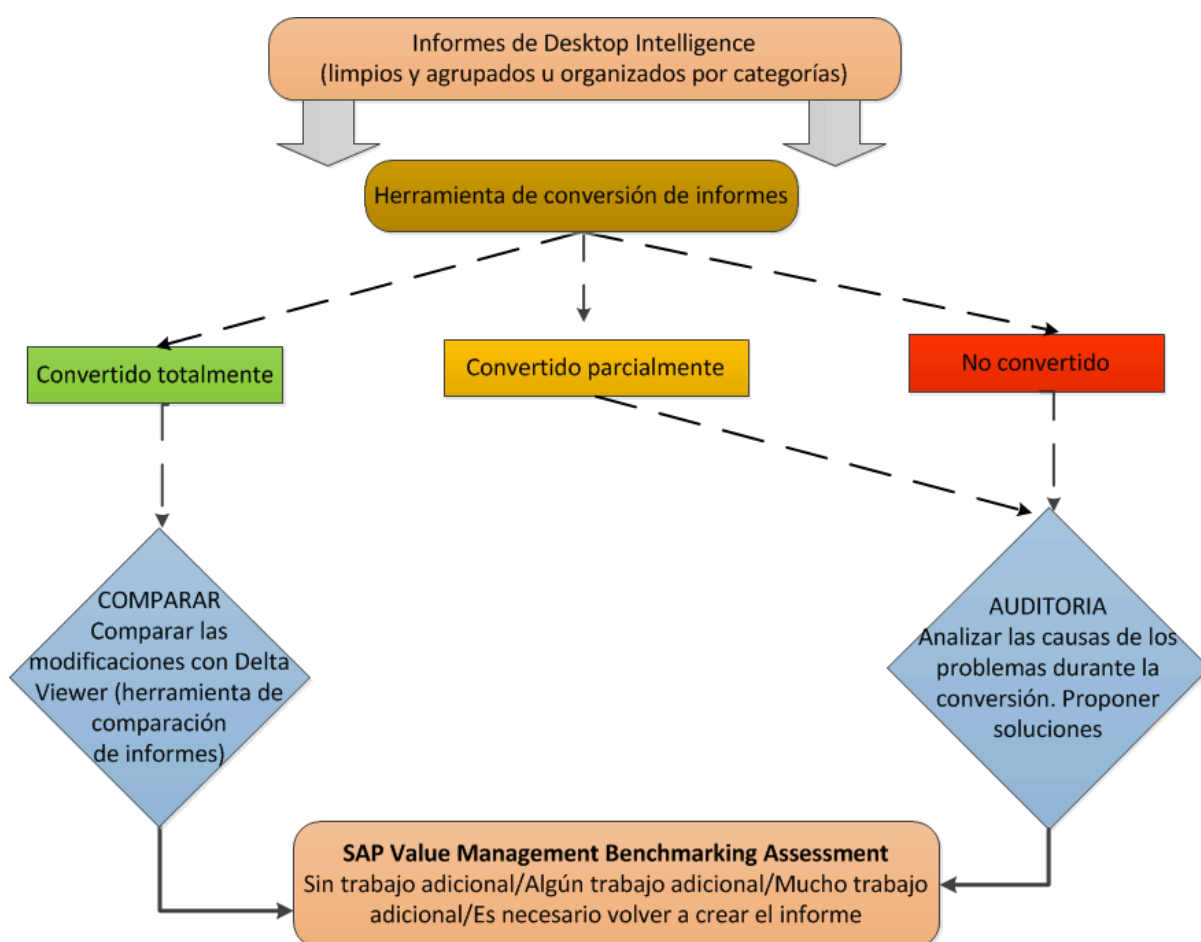 Informes de Desktop Intelligence
(limpios y agrupados u organizados por categorías)
Herramienta de conversión de informes
Convertido totalmente
Convertido parcialmente
No convertido
COMPARAR
Comparar las
modificaciones con Delta
Viewer (herramienta de
comparación
de informes)
AUDITORIA
Analizar las causas de los
problemas durante la
conversión. Proponer
soluciones
SAP Value Management Benchmarking Assessment
Sin trabajo adicional/Algún trabajo adicional/Mucho trabajo
adicional/Es necesario volver a crear el informe